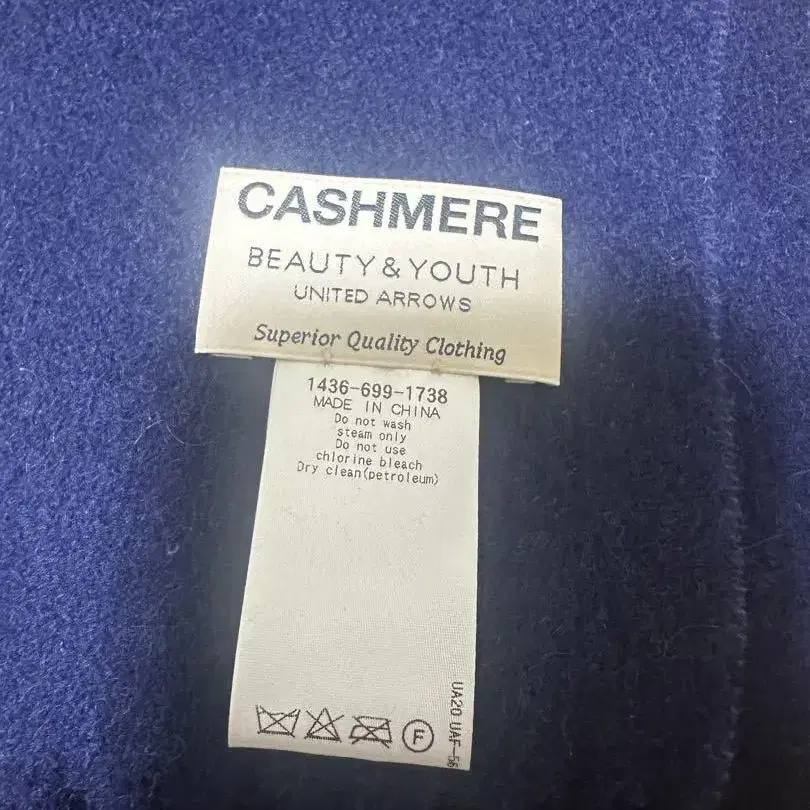 CASHMERE
BEAUTY & YOUTH
UNITED ARROWS
Superior Quality Clothing
1436-699-1738
MADE IN CHINA
Do not wash
steam only
Do not use
chlorine bleach
Dry clean(petroleum)
F
UA20 UAF-56